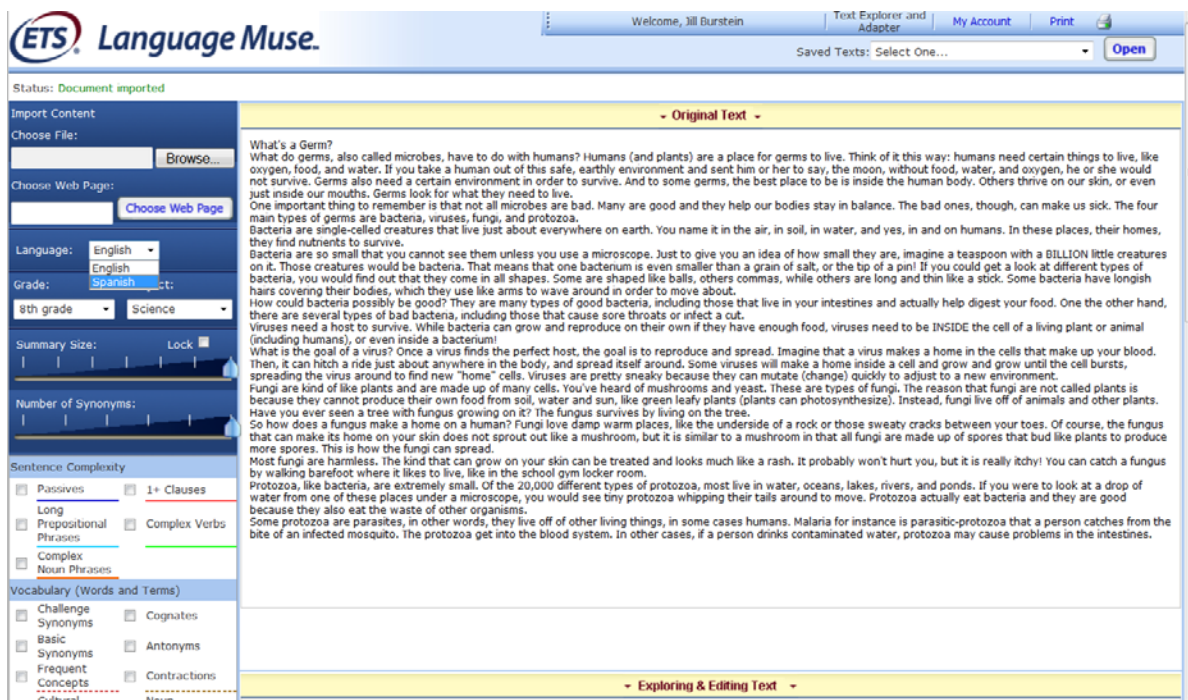 ETS® Language Muse™
Welcome, Jill Burstein
Text Explorer and Adapter
My Account
Print
Saved Texts: Select One...
Open
Status: Document imported
Import Content
Choose File:
Browse...
Choose Web Page:
Choose Web Page
Language: English
English
Spanish
Grade:
ct:
8th grade
Science
Summary Size:
Lock
Number of Synonyms:
Sentence Complexity
Passives
1+ Clauses
Long Prepositional Phrases
Complex Verbs
Complex Noun Phrases
Vocabulary (Words and Terms)
Challenge Synonyms
Cognates
Basic Synonyms
Antonyms
Frequent Concepts
Contractions
Cultural
Noun
Original Text
What's a Germ?
What do germs, also called microbes, have to do with humans? Humans (and plants) are a place for germs to live. Think of it this way: humans need certain things to live, like
oxygen, food, and water. If you take a human out of this safe, earthly environment and sent him or her to say, the moon, without food, water, and oxygen, he or she would
not survive. Germs also need a certain environment in order to survive. And to some germs, the best place to be is inside the human body. Others thrive on our skin, or even
just inside our mouths. Germs look for what they need to live.
One important thing to remember is that not all microbes are bad. Many are good and they help our bodies stay in balance. The bad ones, though, can make us sick. The four
main types of germs are bacteria, viruses, fungi, and protozoa.
Bacteria are single-celled creatures that live just about everywhere on earth. You name it in the air, in soil, in water, and yes, in and on humans. In these places, their homes,
they find nutrients to survive.
Bacteria are so small that you cannot see them unless you use a microscope. Just to give you an idea of how small they are, imagine a teaspoon with a BILLION little creatures
on it. Those creatures would be bacteria. That means that one bacterium is even smaller than a grain of salt, or the tip of a pin! If you could get a look at different types of
bacteria, you would find out that they come in all shapes. Some are shaped like balls, others commas, while others are long and thin like a stick. Some bacteria have longish
hairs covering their bodies, which they use like arms to wave around in order to move about.
How could bacteria possibly be good? They are many types of good bacteria, including those that live in your intestines and actually help digest your food. One the other hand,
there are several types of bad bacteria, including those that cause sore throats or infect a cut.
Viruses need a host to survive. While bacteria can grow and reproduce on their own if they have enough food, viruses need to be INSIDE the cell of a living plant or animal
(including humans), or even inside a bacterium!
What is the goal of a virus? Once a virus finds the perfect host, the goal is to reproduce and spread. Imagine that a virus makes a home in the cells that make up your blood.
Then, it can hitch a ride just about anywhere in the body, and spread itself around. Some viruses will make a home inside a cell and grow and grow until the cell bursts,
spreading the virus around to find new "home" cells. Viruses are pretty sneaky because they can mutate (change) quickly to adjust to a new environment.
Fungi are kind of like plants and are made up of many cells. You've heard of mushrooms and yeast. These are types of fungi. The reason that fungi are not called plants is
because they cannot produce their own food from soil, water and sun, like green leafy plants (plants can photosynthesize). Instead, fungi live off of animals and other plants.
Have you ever seen a tree with fungus growing on it? The fungus survives by living on the tree.
So how does a fungus make a home on a human? Fungi love damp warm places, like the underside of a rock or those sweaty cracks between your toes. Of course, the fungus
that can make its home on your skin does not sprout out like a mushroom, but it is similar to a mushroom in that all fungi are made up of spores that bud like plants to produce
more spores. This is how the fungi can spread.
Most fungi are harmless. The kind that can grow on your skin can be treated and looks much like a rash. It probably won't hurt you, but it is really itchy! You can catch a fungus
by walking barefoot where it likes to live, like in the school gym locker room.
Protozoa, like bacteria, are extremely small. Of the 20,000 different types of protozoa, most live in water, oceans, lakes, rivers, and ponds. If you were to look at a drop of
water from one of these places under a microscope, you would see tiny protozoa whipping their tails around to move. Protozoa actually eat bacteria and they are good
because they also eat the waste of other organisms.
Some protozoa are parasites, in other words, they live off of other living things, in some cases humans. Malaria for instance is parasitic-protozoa that a person catches from the
bite of an infected mosquito. The protozoa get into the blood system. In other cases, if a person drinks contaminated water, protozoa may cause problems in the intestines.
Exploring & Editing Text